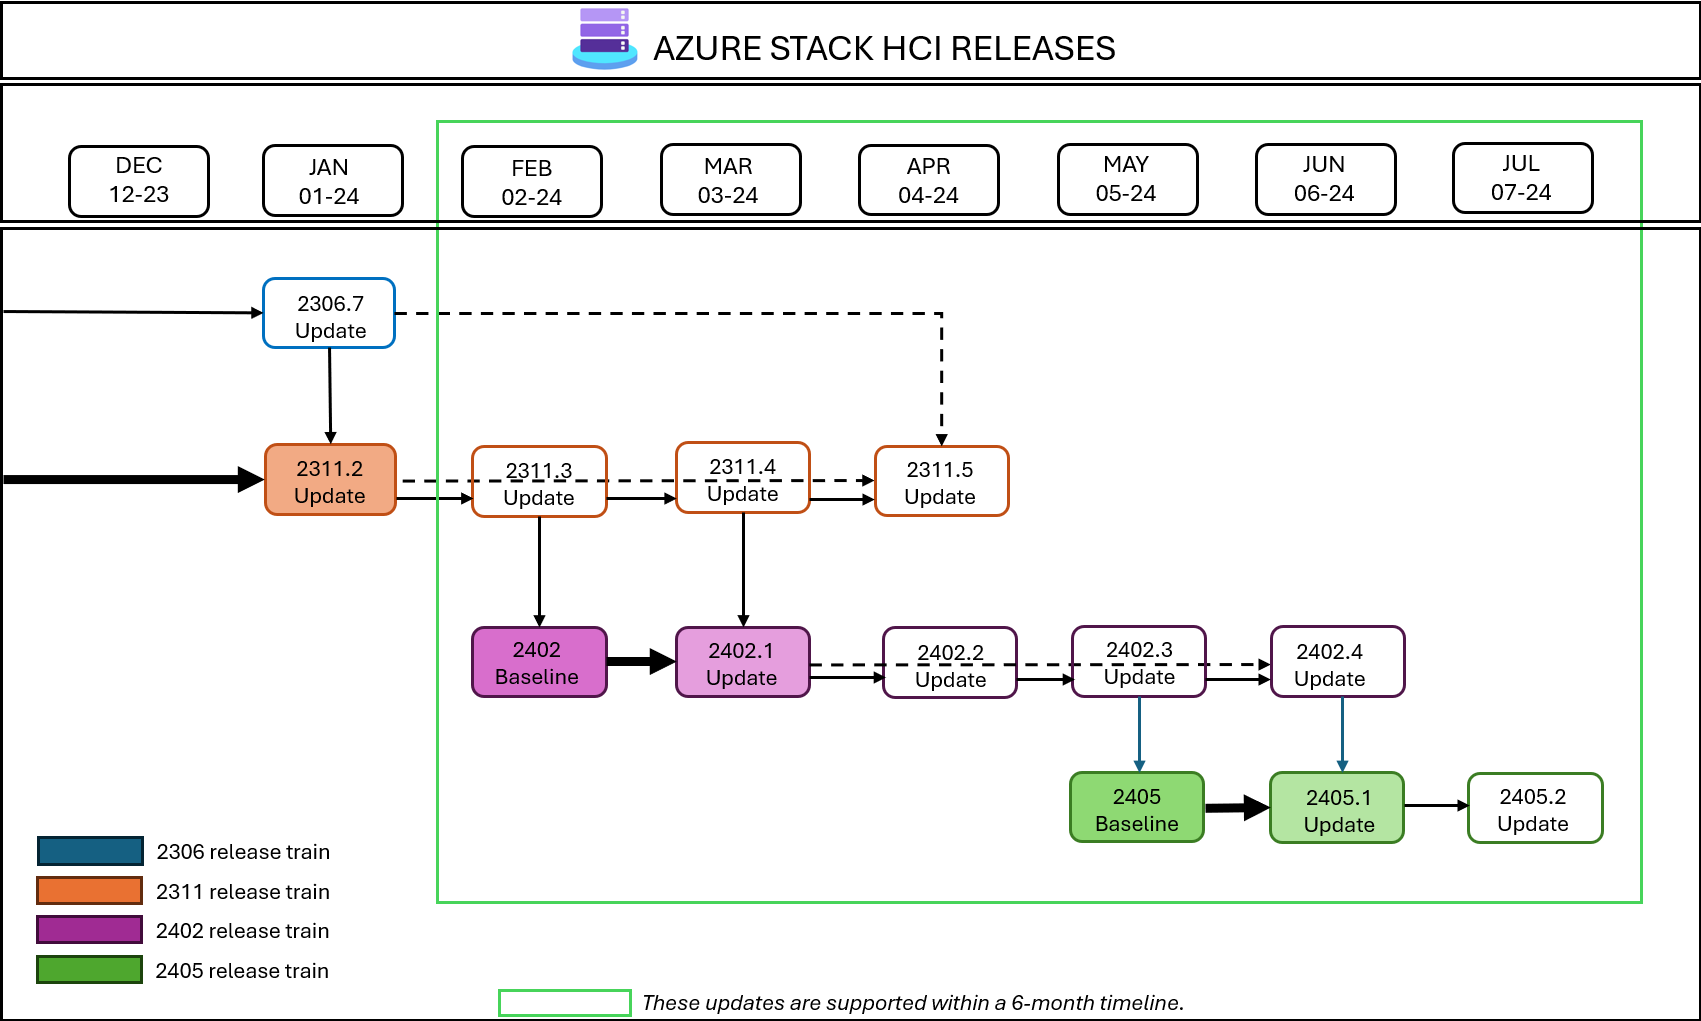 AZURE STACK HCI RELEASES
DEC
12-23
JAN
01-24
FEB
02-24
MAR
03-24
APR
04-24
MAY
05-24
JUN
06-24
JUL
07-24
2306.7
Update
2311.2
Update
2311.3
Update
2311.4
Update
2311.5
Update
2402
Baseline
2402.1
Update
2402.2
Update
2402.3
Update
2402.4
Update
2405
Baseline
2405.1
Update
2405.2
Update
2306 release train
2311 release train
2402 release train
2405 release train
These updates are supported within a 6-month timeline.